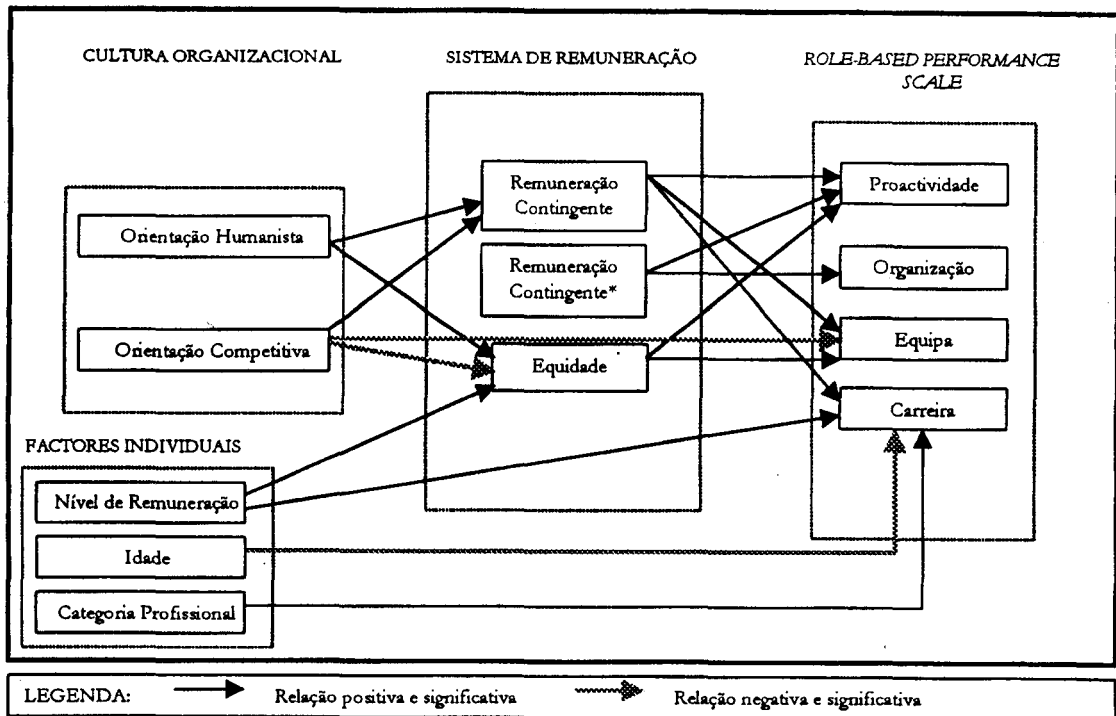 CULTURA ORGANIZACIONAL
SISTEMA DE REMUNERAÇÃO
ROLE-BASED PERFORMANCE
SCALE
Orientação Humanista
Orientação Competitiva
Remuneração
Contingente
Remuneração
Contingente*
Equidade
Proactividade
Organização
Equipa
Carreira
FACTORES INDIVIDUAIS
Nível de Remuneração
Idade
Categoria Profissional
LEGENDA:
Relação positiva e significativa
Relação negativa e significativa